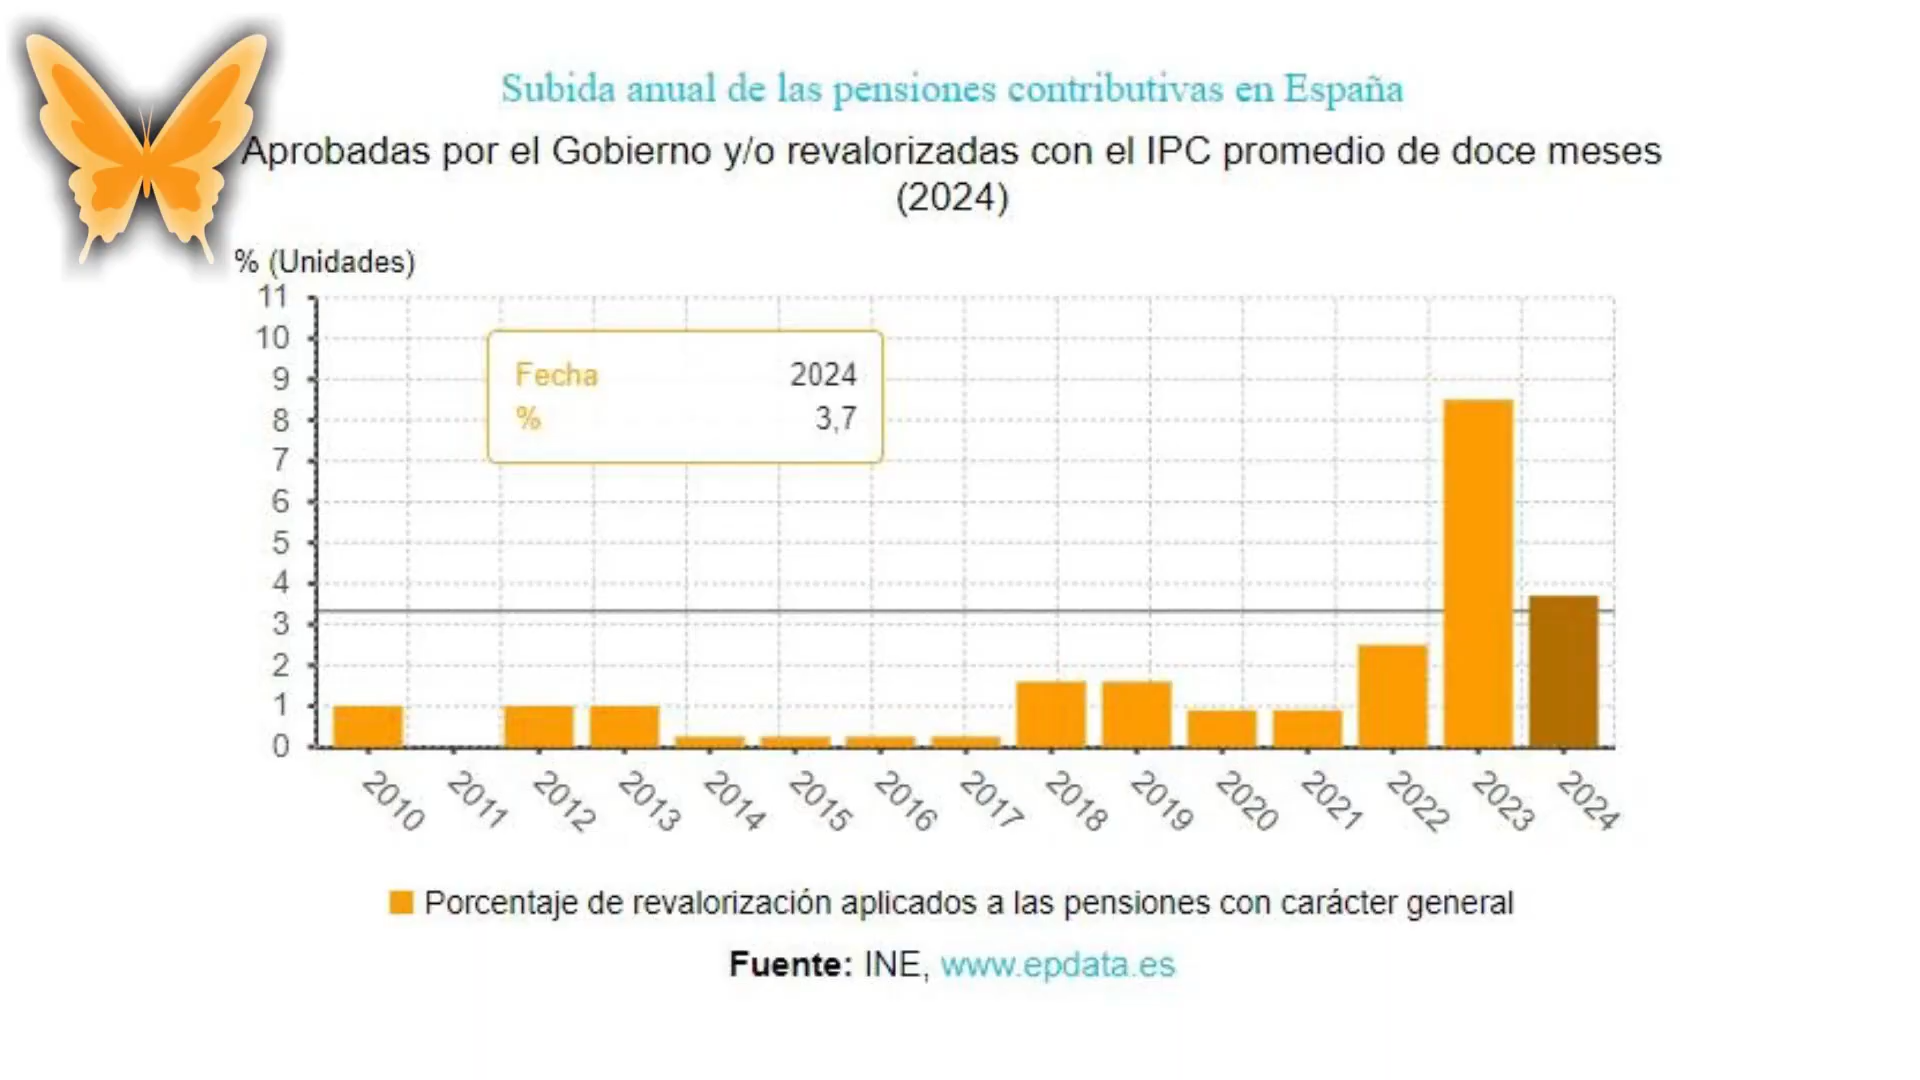 Subida anual de las pensiones contributivas en España
Aprobadas por el Gobierno y/o revalorizadas con el IPC promedio de doce meses
(2024)
% (Unidades)
11
10
9
8
7
6
5
4
3
2
1
0
Fecha 2024
% 3,7
2010 2011 2012 2013 2014 2015 2016 2017 2018 2019 2020 2021 2022 2023 2024
Porcentaje de revalorización aplicados a las pensiones con carácter general
Fuente: INE, www.epdata.es